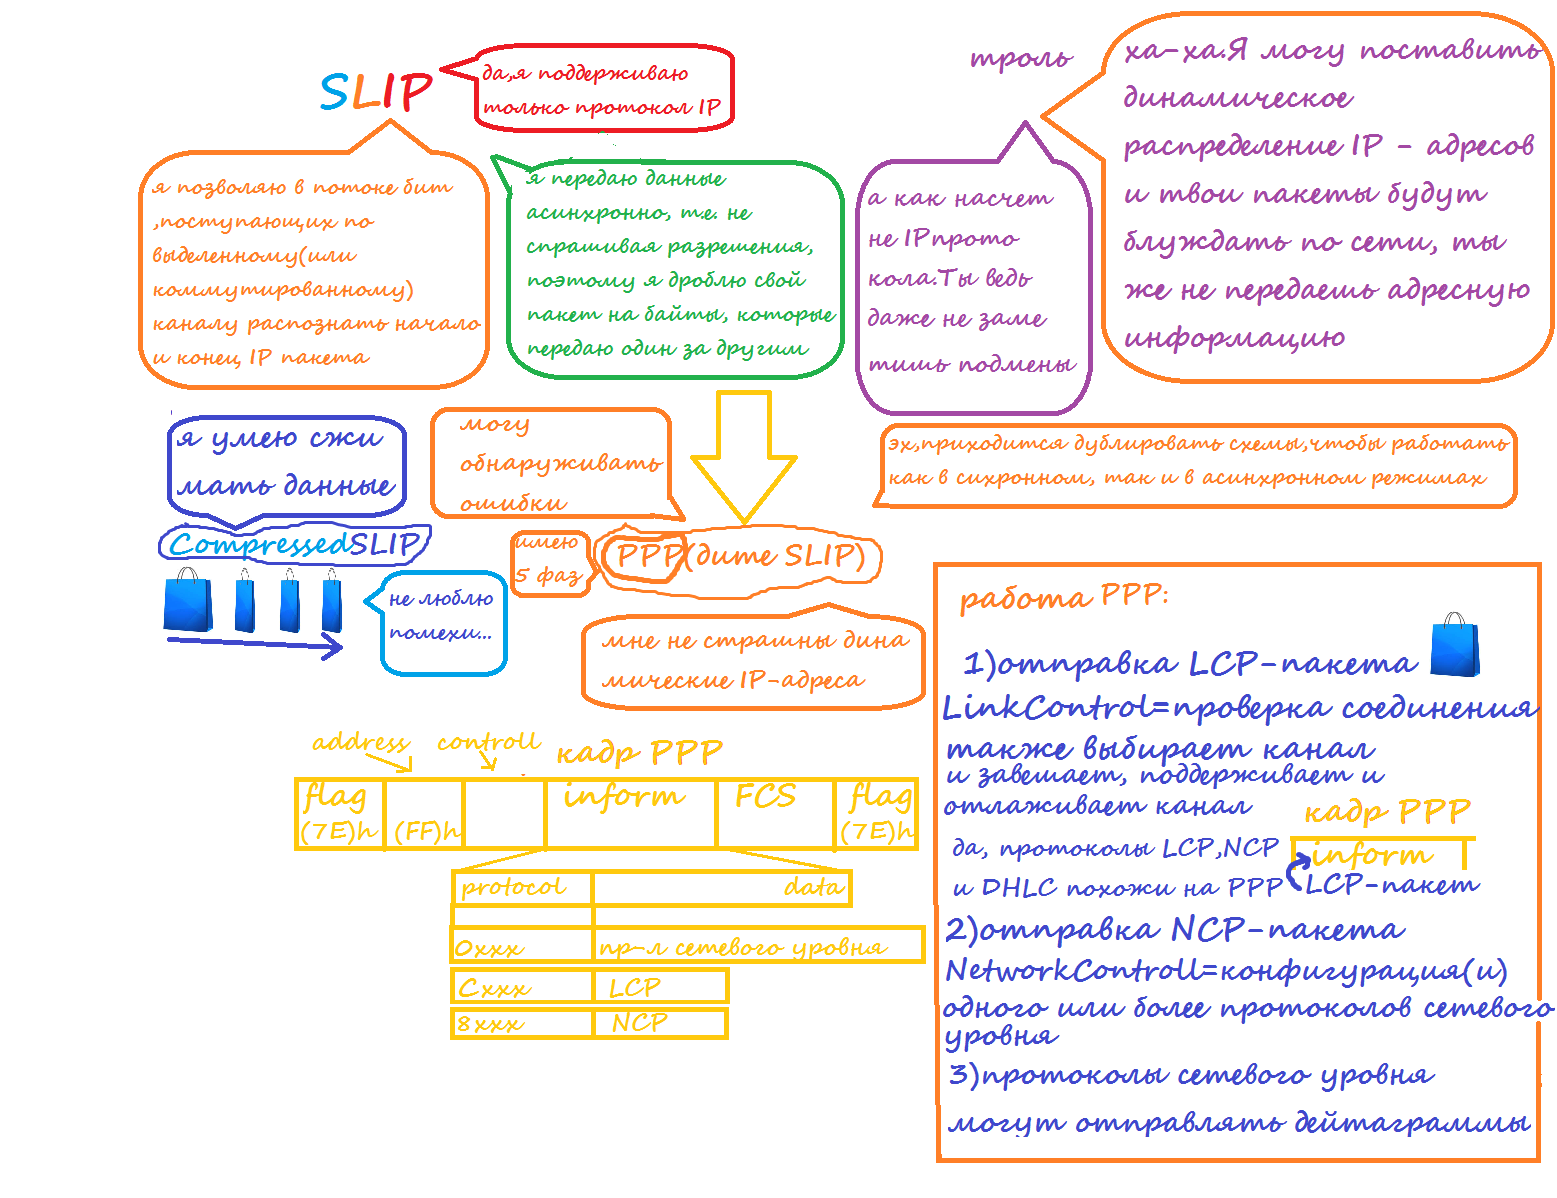 SLIP
да,я поддерживаю
только протокол IP
троль
ха-ха.Я могу поставить
динамическое
распределение IP - адресов
и твои пакеты будут
блуждать по сети, ты
же не передаешь адресную
информацию
я позволяю в потоке бит
,поступающих по
выделенному(или
коммутированному)
каналу распознать начало
и конец IP пакета
я передаю данные
асинхронно, т.е. не
спрашивая разрешения,
поэтому я дроблю свой
пакет на байты, которые
передаю один за другим
а как насчет
не IPпрото
кола.Ты ведь
даже не заме
тишь подмены
я умею сжи
мать данные
могу
обнаруживать
ошибки
эх,приходится дублировать схемы,чтобы работать
как в сихронном, так и в асинхронном режимах
CompressedSLIP
имею
5 фаз
PPP(дите SLIP)
не люблю
помехи...
мне не страшны дина
мические IP-адреса
работа PPP:
1)отправка LCP-пакета
LinkControl=проверка соединения
также выбирает канал
и завешает, поддерживает и
отлаживает канал
да, протоколы LCP,NCP
и DHLC похожи на PPP
кадр PPP
inform
LCP-пакет
2)отправка NCP-пакета
NetworkControll=конфигурация(и)
одного или более протоколов сетевого
уровня
3)протоколы сетевого уровня
могут отправлять дейтаграммы
address controll кадр PPP
flag inform FCS flag
(7E)h (FF)h (7E)h
protocol data
0xxx пр-л сетевого уровня
Cxxx LCP
8xxx NCP